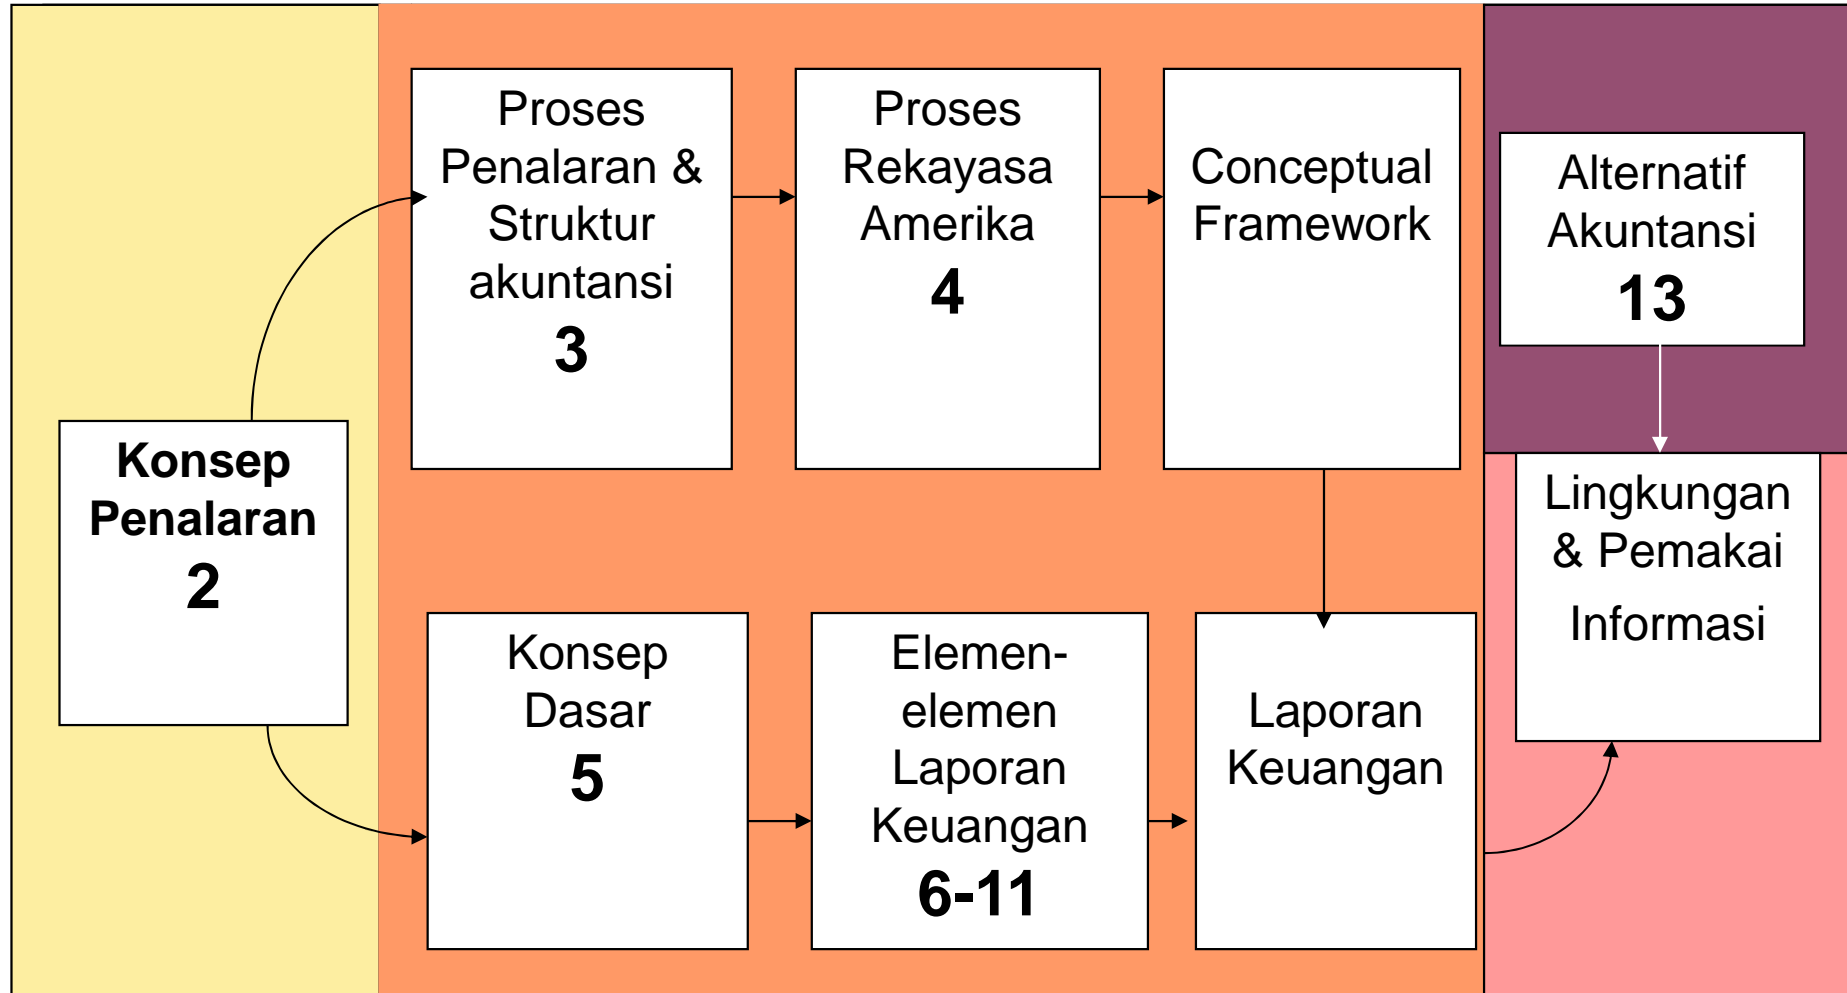 Proses
Penalaran &
Struktur
akuntansi
3
Proses
Rekayasa
Amerika
4
Conceptual
Framework
Alternatif
Akuntansi
13
Konsep
Penalaran
2
Lingkungan
& Pemakai
Informasi
Konsep
Dasar
5
Elemen-
elemen
Laporan
Keuangan
6-11
Laporan
Keuangan